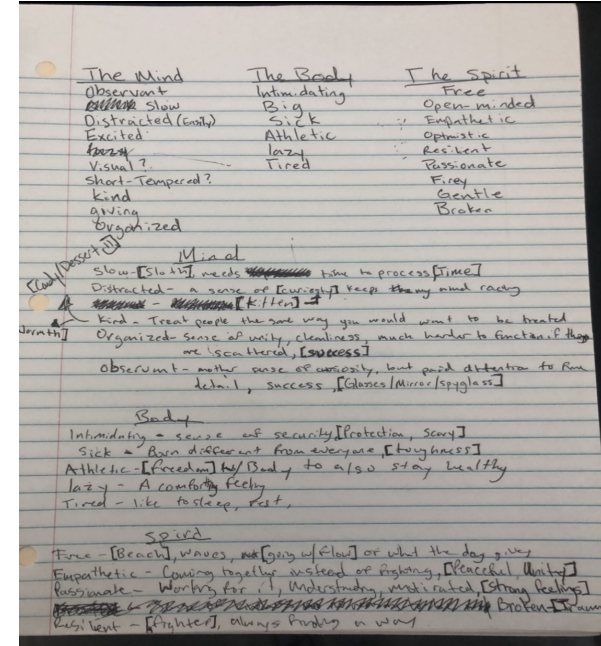 The Mind The Body The Spirit
Observant Intimidating Free
Slow Big Open-minded
Distracted (Easily) Sick Empathetic
Excited Athletic Optmistic
lazy Resilient
Visual? Tired Passionate
Short-Tempered? Firey
Kind Gentle
giving Broken
Organized
Mind
[Candy/Dessert]
Slow-[Sloth], needs time to process [Time]
Distracted - a sense of [curiosity] keeps my mind racing
- [Kitten]
Kind - Treat people the same way you would want to be treated
Organized- sense of unity, cleanliness, much harder to function if things
are scattered, [success]
Observant - another sense of curiosity, but paid attention to fine
detail, success, [Glasses/Mirror/spyglass]
Body
Intimidating - sense of security [Protection, Scary]
Sick - Born different from everyone, [toughness]
Athletic - [freedom] w/ Body to also stay healthy
lazy - A comforting feeling
Tired - like to sleep, rest,
Spirit
Free - [Beach], waves, [going w/ flow] of what the day gives
Empathetic - Coming together instead of fighting, [Peaceful, Unity]
Passionate - Working for it, Understanding, motivated, [Strong feelings]
Broken -
Resilient - [fighter], always finding a way